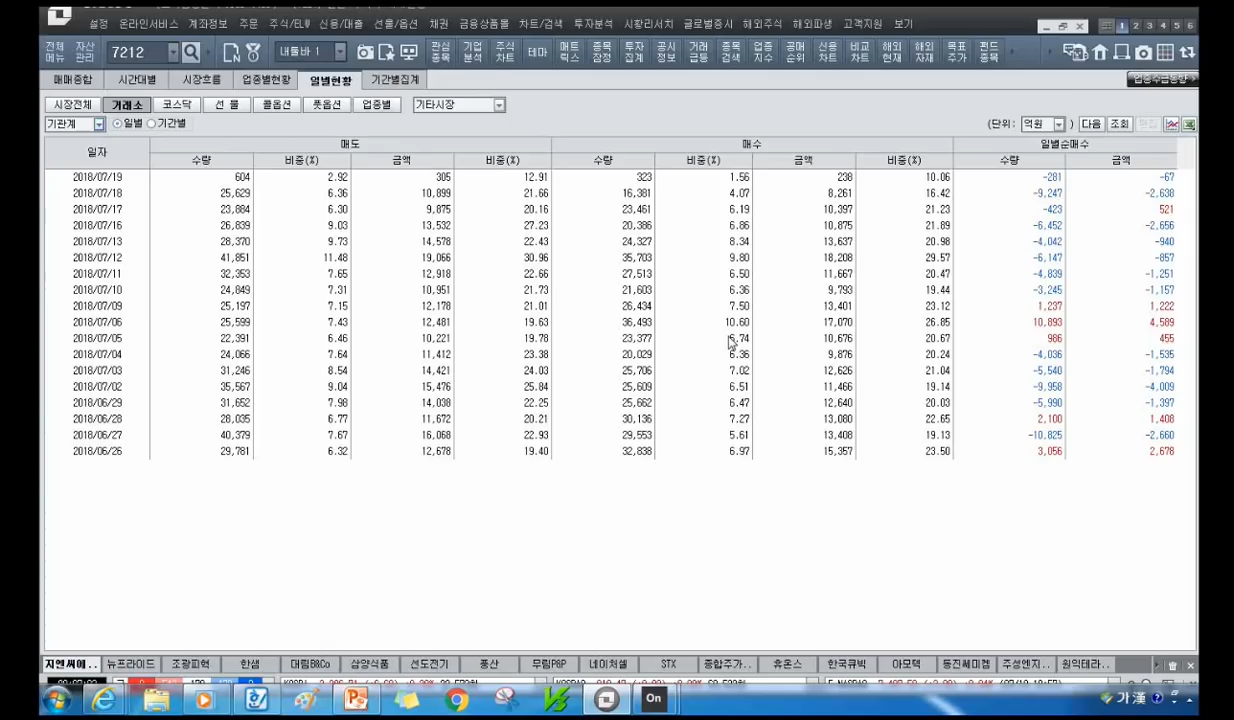 설정 온라인서비스 계좌정보 주문 주식/ELW 신용/대출 선물/옵션 채권 금융상품몰 차트/검색 투자분석 시황리서치 글로벌증시 해외주식 해외파생 고객지원 보기
1 2 3 4 5 6
전체메뉴 자산관리 7212 내툴바 1 관심종목 기업분석 주식차트 테마 매트릭스 종목잠정 투자집계 공시정보 거래급등 종목검색 업종지수 공매순위 신용차트 비교차트 해외현재 해외자재 목표주가 펀드종목
매매종합 시간대별 시장흐름 업종별현황 일별현황 기간별집계 업종수급동향
시장전체 거래소 코스닥 선 물 콜옵션 풋옵션 업종별 기타시장
기관계 일별 기간별 (단위: 억원 ) 다음 조회
일자 매도 매수 일별순매수
수량 비중(%) 금액 비중(%) 수량 비중(%) 금액 비중(%) 수량 금액
2018/07/19 604 2.92 305 12.91 323 1.56 238 10.06 -281 -67
2018/07/18 25,629 6.36 10,899 21.66 16,381 4.07 8,261 16.42 -9,247 -2,638
2018/07/17 23,884 6.30 9,875 20.16 23,461 6.19 10,397 21.23 -423 521
2018/07/16 26,839 9.03 13,532 27.23 20,386 6.86 10,875 21.89 -6,452 -2,656
2018/07/13 28,370 9.73 14,578 22.43 24,327 8.34 13,637 20.98 -4,042 -940
2018/07/12 41,851 11.48 19,066 30.96 35,703 9.80 18,208 29.57 -6,147 -857
2018/07/11 32,353 7.65 12,918 22.66 27,513 6.50 11,667 20.47 -4,839 -1,251
2018/07/10 24,849 7.31 10,951 21.73 21,603 6.36 9,793 19.44 -3,245 -1,157
2018/07/09 25,197 7.15 12,178 21.01 26,434 7.50 13,401 23.12 1,237 1,222
2018/07/06 25,599 7.43 12,481 19.63 36,493 10.60 17,070 26.85 10,893 4,589
2018/07/05 22,391 6.46 10,221 19.78 23,377 6.74 10,676 20.67 986 455
2018/07/04 24,066 7.64 11,412 23.38 20,029 6.36 9,876 20.24 -4,036 -1,535
2018/07/03 31,246 8.54 14,421 24.03 25,706 7.02 12,626 21.04 -5,540 -1,794
2018/07/02 35,567 9.04 15,476 25.84 25,609 6.51 11,466 19.14 -9,958 -4,009
2018/06/29 31,652 7.98 14,038 22.25 25,662 6.47 12,640 20.03 -5,990 -1,397
2018/06/28 28,035 6.77 11,672 20.21 30,136 7.27 13,080 22.65 2,100 1,408
2018/06/27 40,379 7.67 16,068 22.93 29,553 5.61 13,408 19.13 -10,825 -2,660
2018/06/26 29,781 6.32 12,678 19.40 32,838 6.97 15,357 23.50 3,056 2,678
지엔씨에.. 뉴프라이드 조광피혁 한샘 대림B&Co 삼양식품 선도전기 풍산 무림P&P 네이처셀 STX 종합주가.. 휴온스 한국큐빅 아모텍 동진쎄미켐 주성엔지.. 원익테라..
On 가 漢